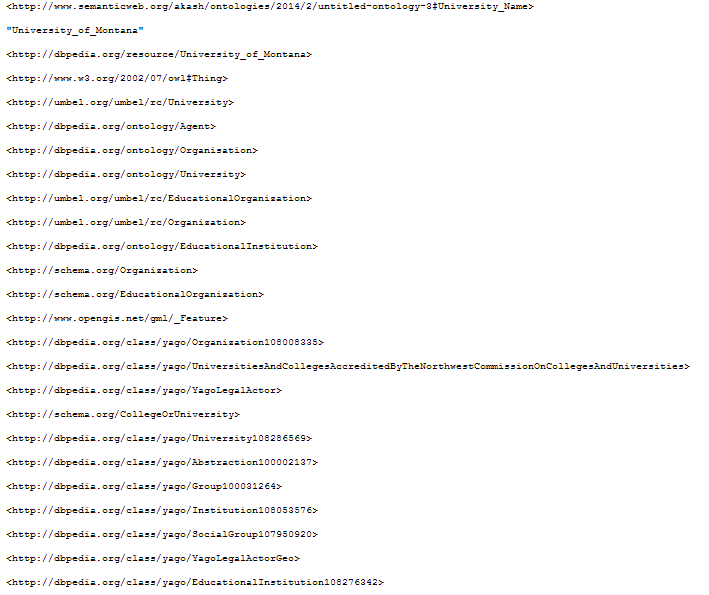 <http://www.semanticweb.org/akash/ontologies/2014/2/untitled-ontology-3#University_Name>
"University_of_Montana"
<http://dbpedia.org/resource/University_of_Montana>
<http://www.w3.org/2002/07/owl#Thing>
<http://umbel.org/umbel/rc/University>
<http://dbpedia.org/ontology/Agent>
<http://dbpedia.org/ontology/Organisation>
<http://dbpedia.org/ontology/University>
<http://umbel.org/umbel/rc/EducationalOrganization>
<http://umbel.org/umbel/rc/Organization>
<http://dbpedia.org/ontology/EducationalInstitution>
<http://schema.org/Organization>
<http://schema.org/EducationalOrganization>
<http://www.opengis.net/gml/_Feature>
<http://dbpedia.org/class/yago/Organization108008335>
<http://dbpedia.org/class/yago/UniversitiesAndCollegesAccreditedByTheNorthwestCommissionOnCollegesAndUniversities>
<http://dbpedia.org/class/yago/YagoLegalActor>
<http://schema.org/CollegeOrUniversity>
<http://dbpedia.org/class/yago/University108286569>
<http://dbpedia.org/class/yago/Abstraction100002137>
<http://dbpedia.org/class/yago/Group100031264>
<http://dbpedia.org/class/yago/Institution108053576>
<http://dbpedia.org/class/yago/SocialGroup107950920>
<http://dbpedia.org/class/yago/YagoLegalActorGeo>
<http://dbpedia.org/class/yago/EducationalInstitution108276342>